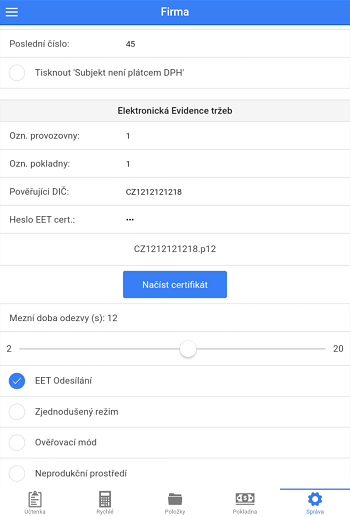 Firma
Poslední číslo: 45
Tisknout 'Subjekt není plátcem DPH'
Elektronická Evidence tržeb
Ozn. provozovny: 1
Ozn. pokladny: 1
Pověřující DIČ: CZ1212121218
Heslo EET cert.: •••
CZ1212121218.p12
Načíst certifikát
Mezní doba odezvy (s): 12
2 20
EET Odesílání
Zjednodušený režim
Ověřovací mód
Neprodukční prostředí
Účtenka Rychlé Položky Pokladna Správa